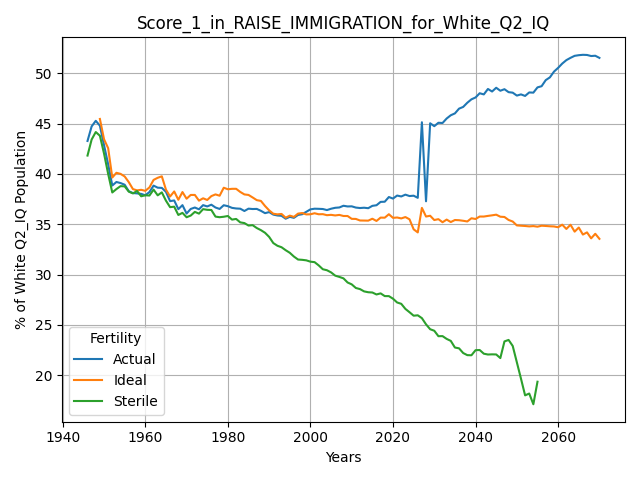 Score_1_in_RAISE_IMMIGRATION_for_White_Q2_IQ
% of White Q2_IQ Population
50
45
40
35
30
25
20
Fertility
Actual
Ideal
Sterile
1940 1960 1980 2000 2020 2040 2060
Years